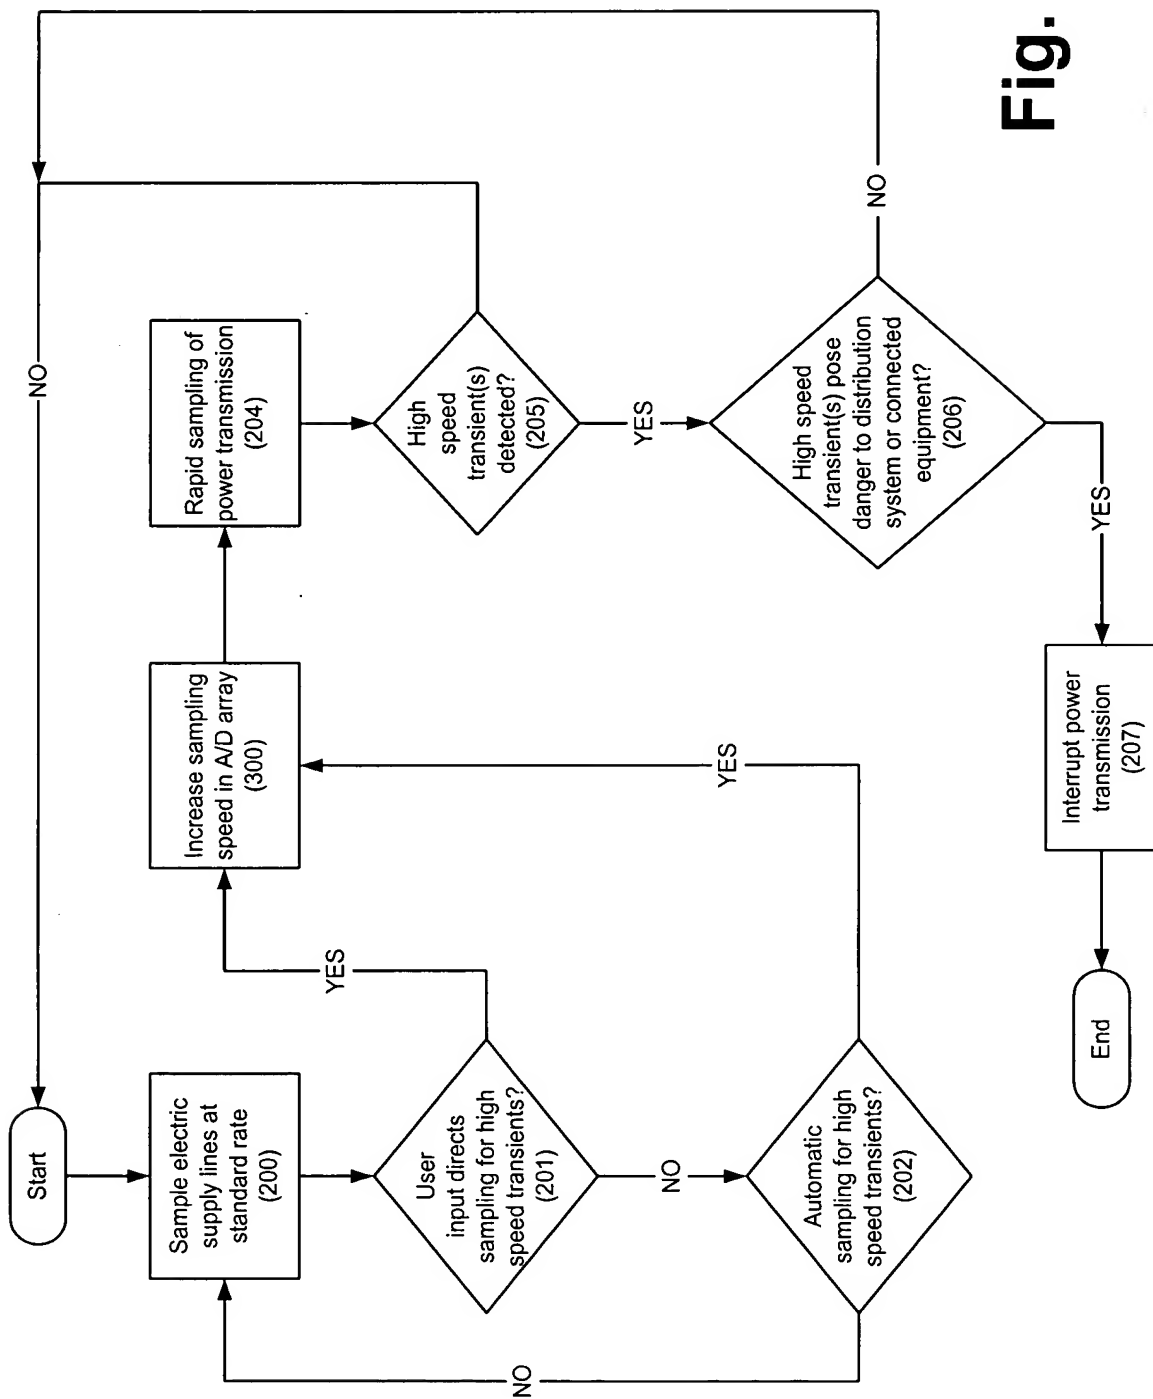 Start
Sample electric
supply lines at
standard rate
(200)
User
input directs
sampling for high
speed transients?
(201)
YES
NO
Automatic
sampling for high
speed transients?
(202)
NO
YES
Increase sampling
speed in A/D array
(300)
Rapid sampling of
power transmission
(204)
High
speed
transient(s)
detected?
(205)
NO
YES
High speed
transient(s) pose
danger to distribution
system or connected
equipment?
(206)
NO
YES
Interrupt power
transmission
(207)
End
Fig.